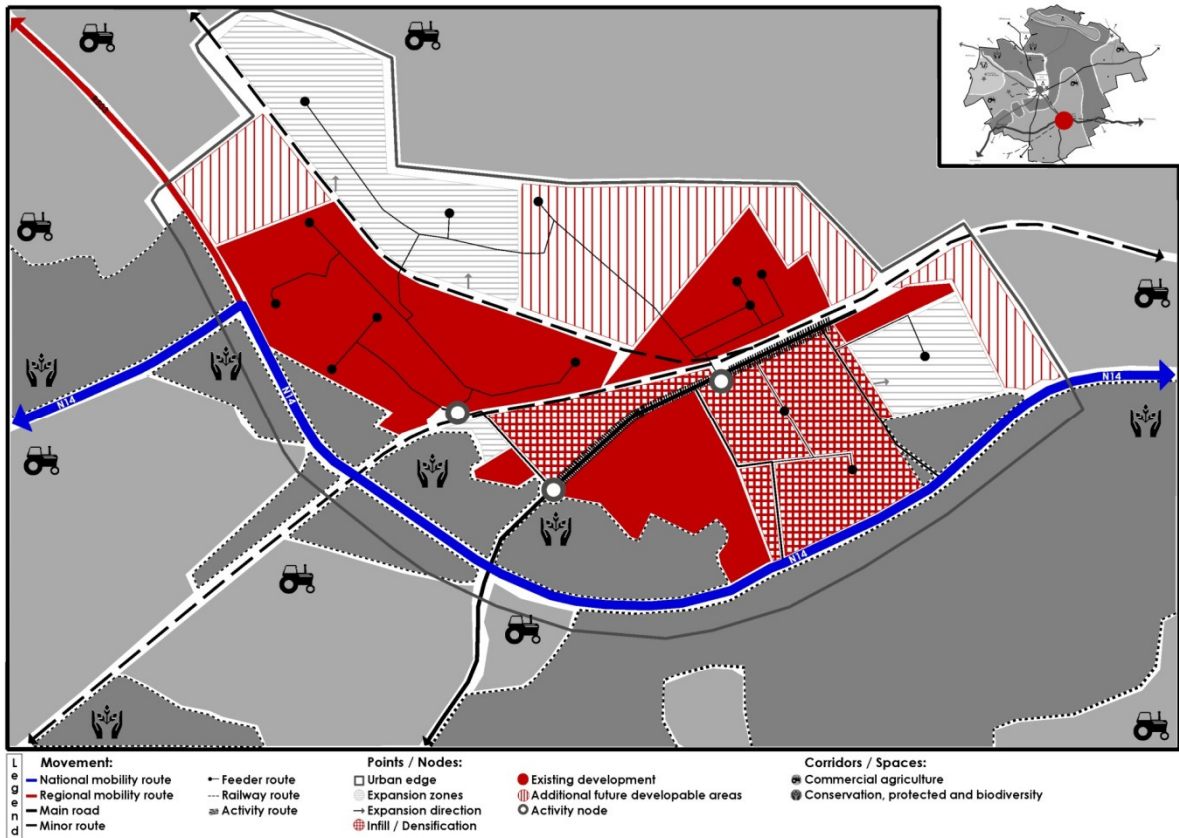 N14
N14
N14
N14
Legend
Movement:
National mobility route
Regional mobility route
Main road
Minor route
Feeder route
Railway route
Activity route
Points / Nodes:
Urban edge
Expansion zones
Expansion direction
Infill / Densification
Existing development
Additional future developable areas
Activity node
Corridors / Spaces:
Commercial agriculture
Conservation, protected and biodiversity